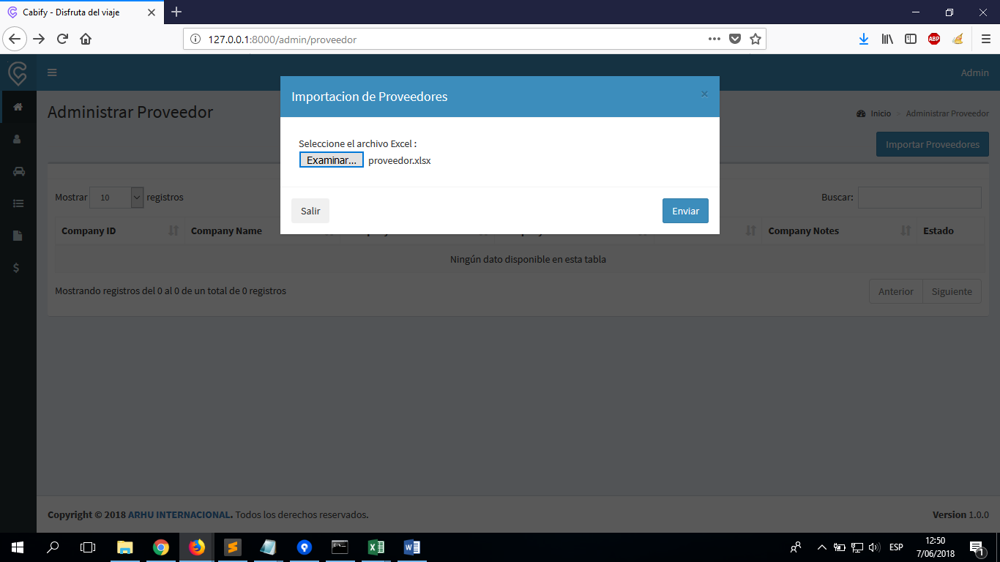 Cabify - Disfruta del viaje
127.0.0.1:8000/admin/proveedor
ABP
Admin
Importacion de Proveedores
×
Administrar Proveedor
Inicio > Administrar Proveedor
Importar Proveedores
Seleccione el archivo Excel :
Examinar... proveedor.xlsx
Salir
Enviar
Mostrar 10 registros
Buscar:
Company ID
Company Name
Company Notes
Estado
Ningún dato disponible en esta tabla
Mostrando registros del 0 al 0 de un total de 0 registros
Anterior
Siguiente
Copyright © 2018 ARHU INTERNACIONAL. Todos los derechos reservados.
Version 1.0.0
ESP
12:50
7/06/2018
1